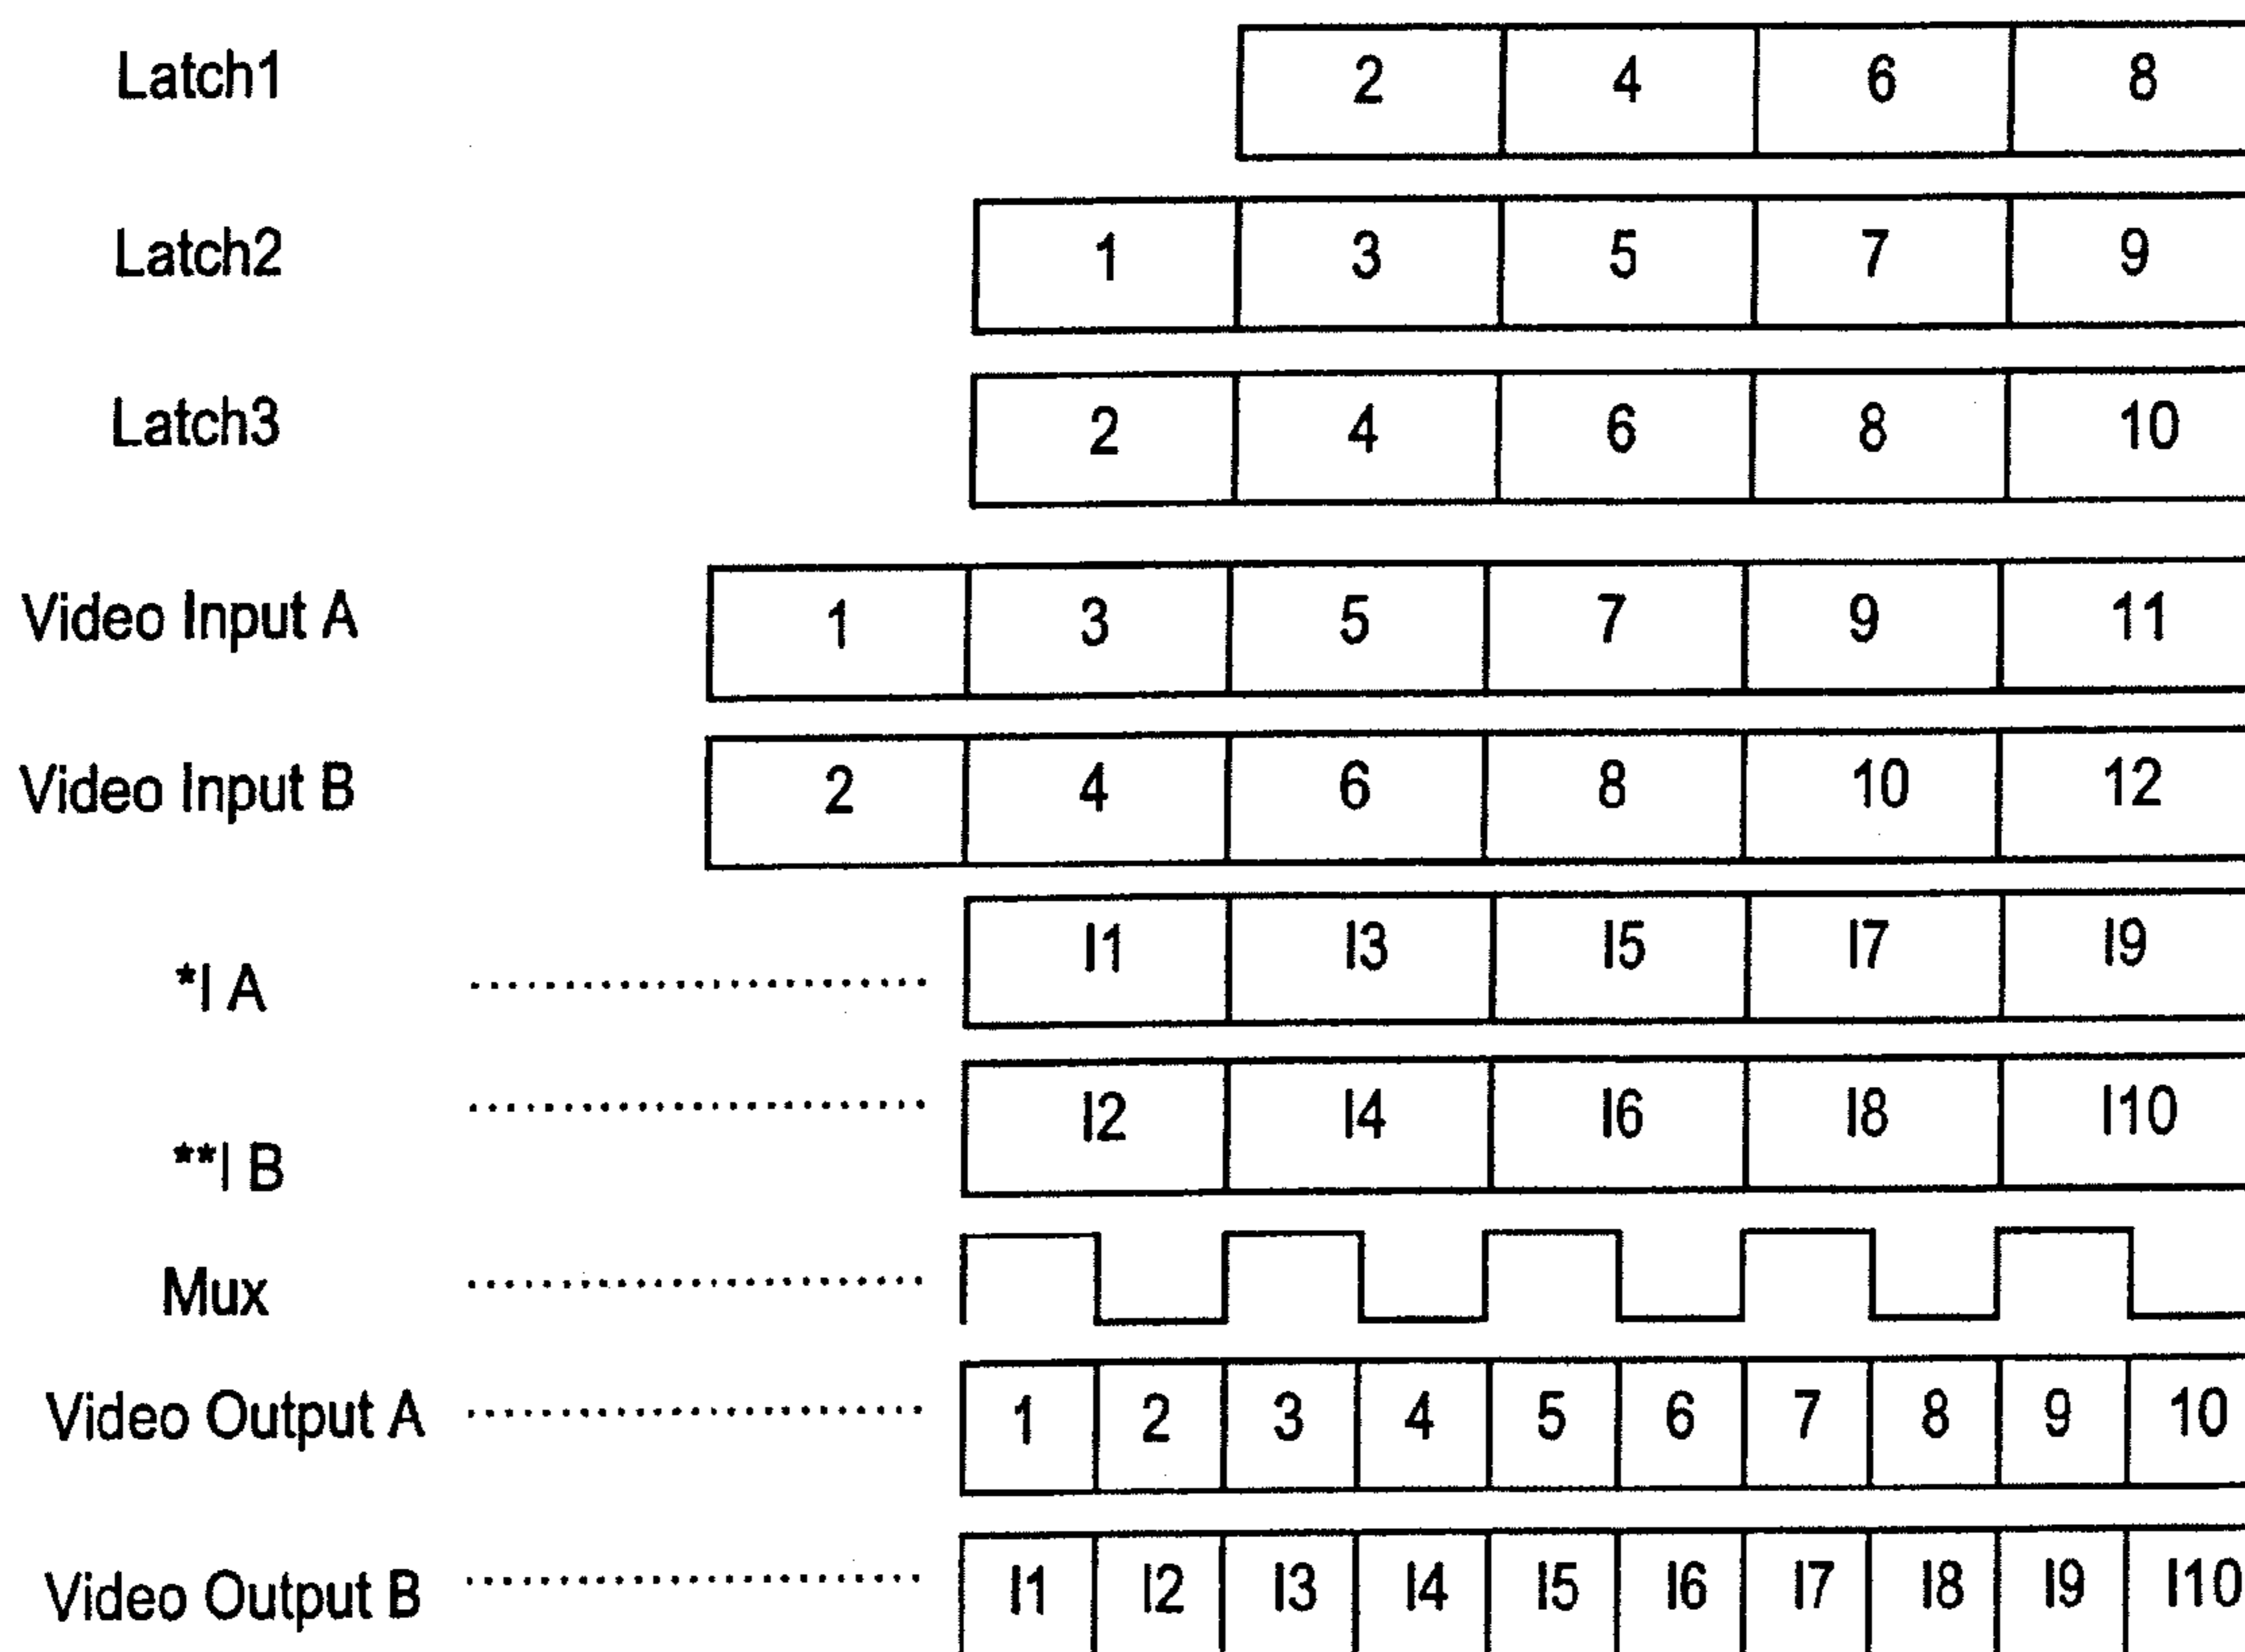 Latch1 2 4 6 8
Latch2 1 3 5 7 9
Latch3 2 4 6 8 10
Video Input A 1 3 5 7 9 11
Video Input B 2 4 6 8 10 12
*I A I1 I3 I5 I7 I9
**I B I2 I4 I6 I8 I10
Mux
Video Output A 1 2 3 4 5 6 7 8 9 10
Video Output B I1 I2 I3 I4 I5 I6 I7 I8 I9 I10